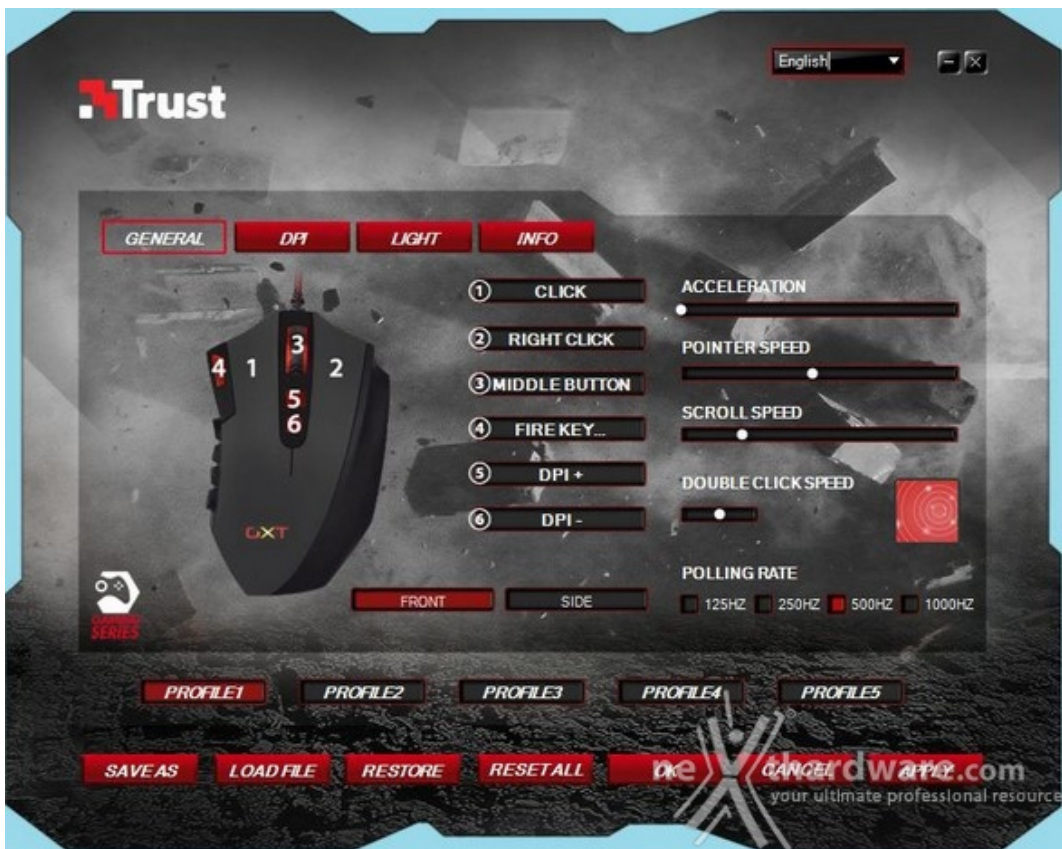 English
Trust
GENERAL
DPI
LIGHT
INFO
1 CLICK
2 RIGHT CLICK
3 MIDDLE BUTTON
4 FIRE KEY...
5 DPI +
6 DPI -
4 1 3 2
5
6
GXT
FRONT
SIDE
ACCELERATION
POINTER SPEED
SCROLL SPEED
DOUBLE CLICK SPEED
POLLING RATE
125HZ 250HZ 500HZ 1000HZ
GAMING
SERIES
PROFILE1 PROFILE2 PROFILE3 PROFILE4 PROFILE5
SAVE AS LOAD FILE RESTORE RESET ALL OK CANCEL APPLY
nexthardware.com
your ultimate professional resource